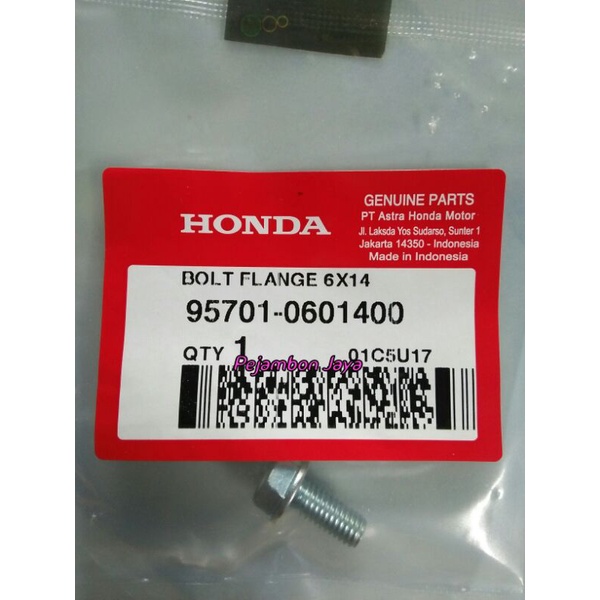 HONDA
GENUINE PARTS
PT Astra Honda Motor
Jl. Laksda Yos Sudarso, Sunter 1
Jakarta 14350 - Indonesia
Made in Indonesia
BOLT FLANGE 6X14
95701-0601400
QTY 1
01C5U17
Pejambon Jaya